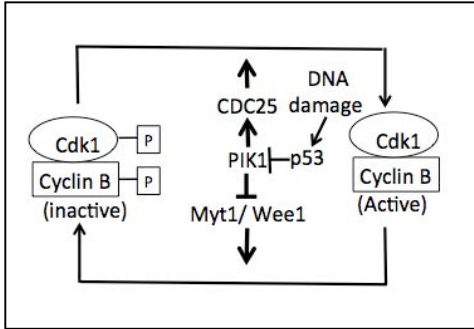 DNA
damage
CDC25
Cdk1
P
Cdk1
PIK1
p53
Cyclin B
P
Cyclin B
(inactive)
(Active)
Myt1/ Wee1